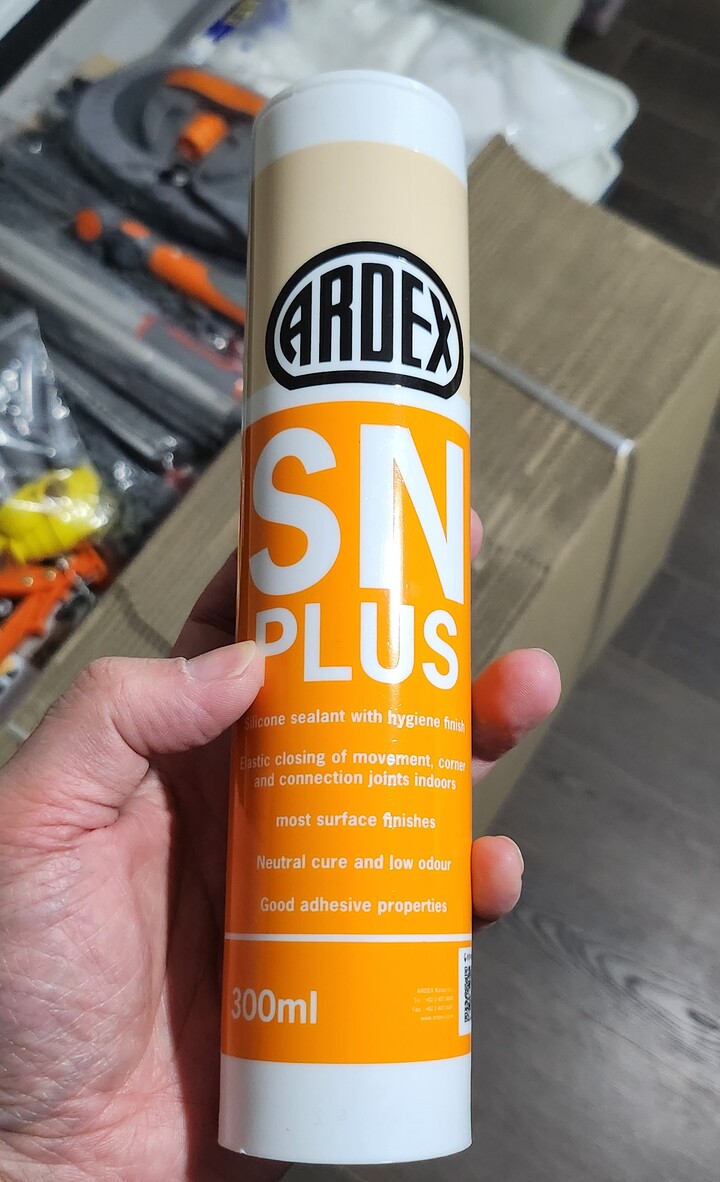 ARDEX
SN
PLUS
Silicone sealant with hygiene finish
Elastic closing of movement, corner
and connection joints indoors
most surface finishes
Neutral cure and low odour
Good adhesive properties
300ml
ARDEX